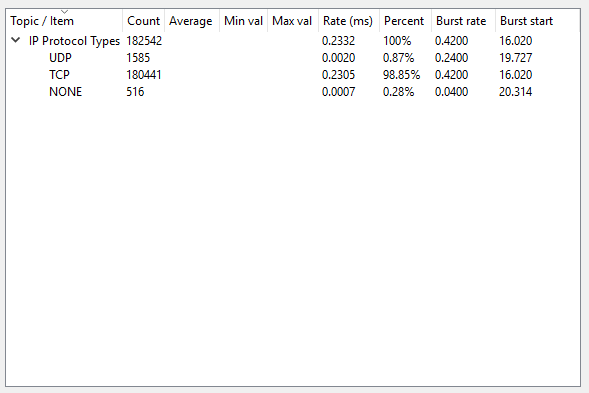 Topic / Item Count Average Min val Max val Rate (ms) Percent Burst rate Burst start
IP Protocol Types 182542 0.2332 100% 0.4200 16.020
UDP 1585 0.0020 0.87% 0.2400 19.727
TCP 180441 0.2305 98.85% 0.4200 16.020
NONE 516 0.0007 0.28% 0.0400 20.314